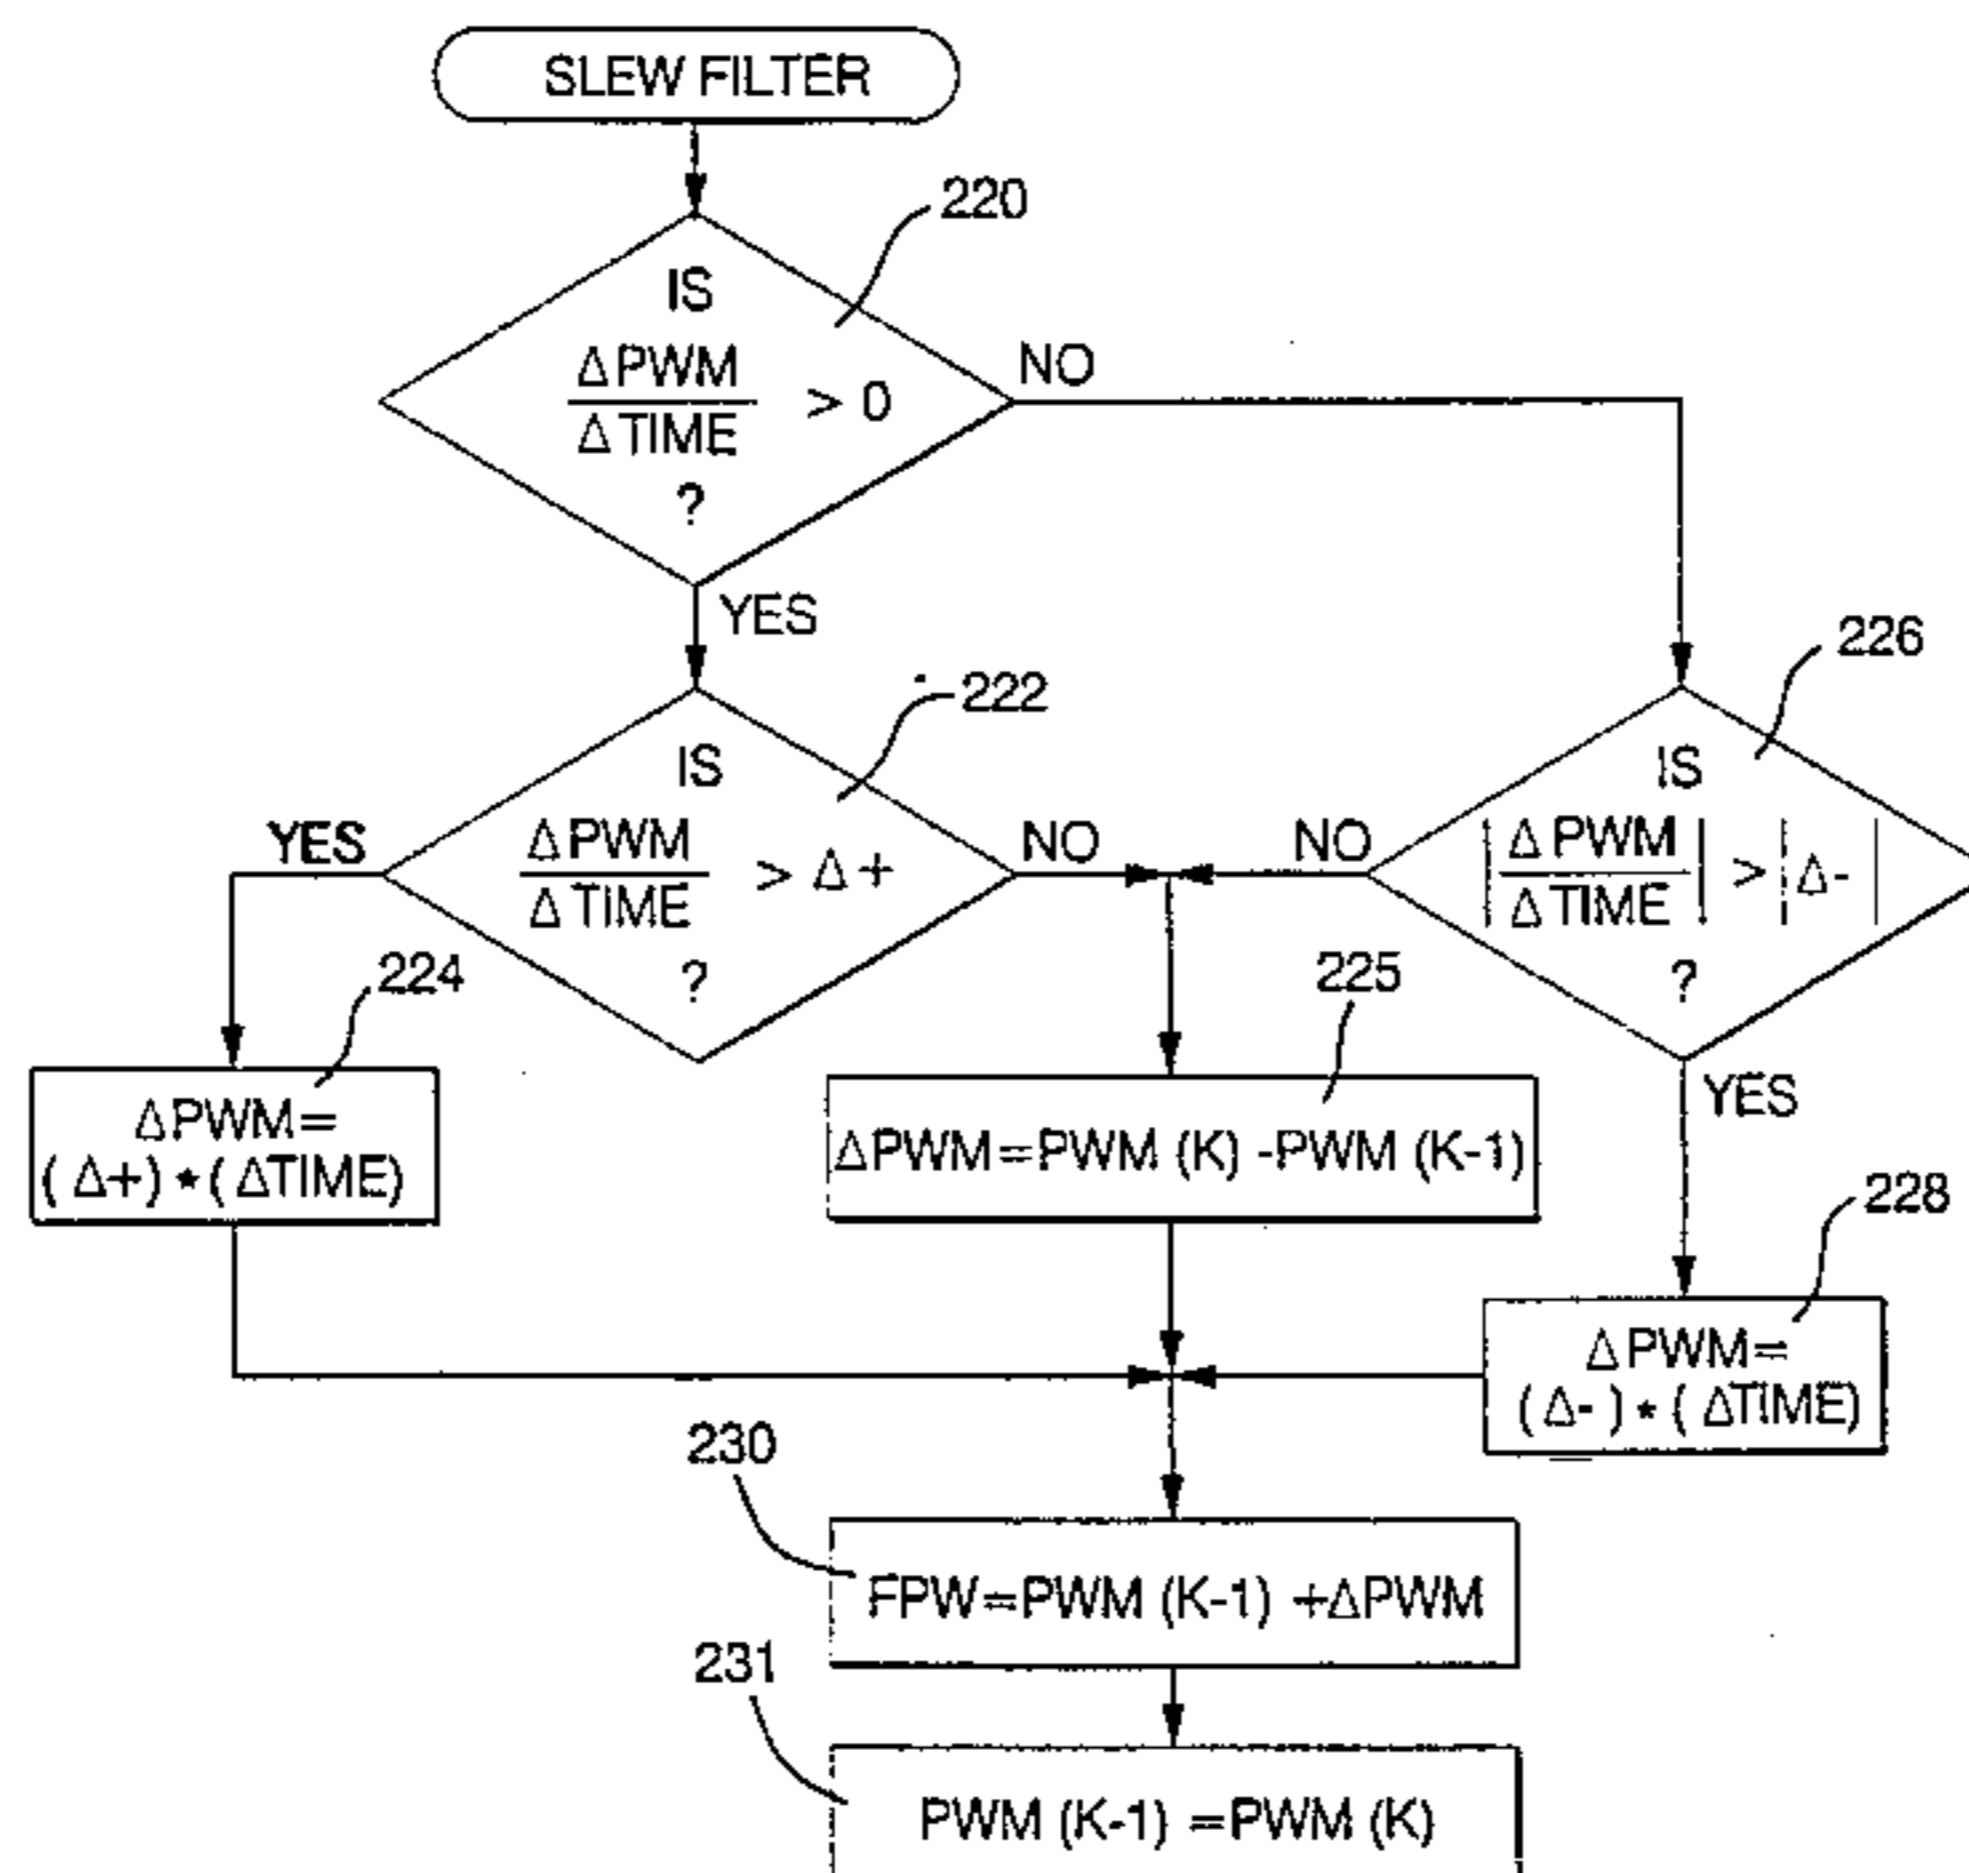 SLEW FILTER
220
IS
ΔPWM
ΔTIME
> 0
?
NO
YES
222
IS
ΔPWM
ΔTIME
> Δ+
?
YES
NO
226
IS
|ΔPWM
ΔTIME| > |Δ-|
?
NO
YES
224
ΔPWM=
(Δ+)*(ΔTIME)
225
ΔPWM=PWM (K) -PWM (K-1)
228
ΔPWM=
(Δ-)*(ΔTIME)
230
FPW=PWM (K-1) +ΔPWM
231
PWM (K-1) =PWM (K)